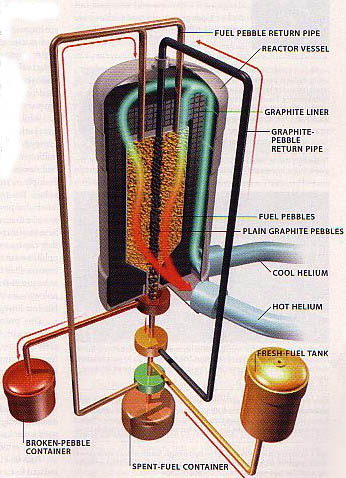 FUEL PEBBLE RETURN PIPE
REACTOR VESSEL
GRAPHITE LINER
GRAPHITE-
PEBBLE
RETURN PIPE
FUEL PEBBLES
PLAIN GRAPHITE PEBBLES
COOL HELIUM
HOT HELIUM
FRESH-FUEL TANK
BROKEN-PEBBLE
CONTAINER
SPENT-FUEL CONTAINER